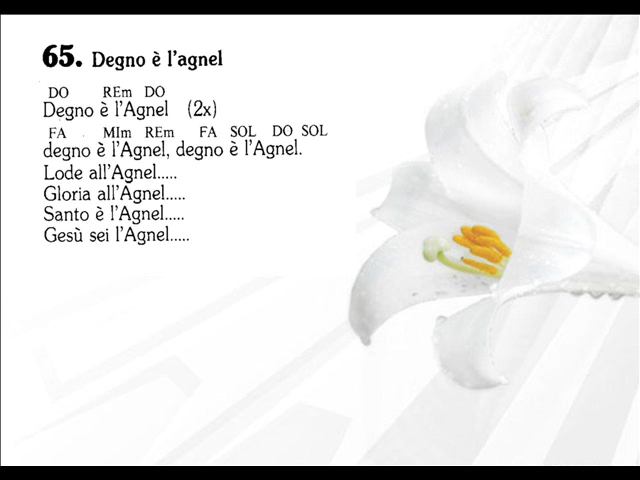 65. Degno è l'agnel
DO REm DO
Degno è l'Agnel (2x)
FA MIm REm FA SOL DO SOL
degno è l'Agnel, degno è l'Agnel.
Lode all'Agnel.....
Gloria all'Agnel.....
Santo è l'Agnel.....
Gesù sei l'Agnel.....